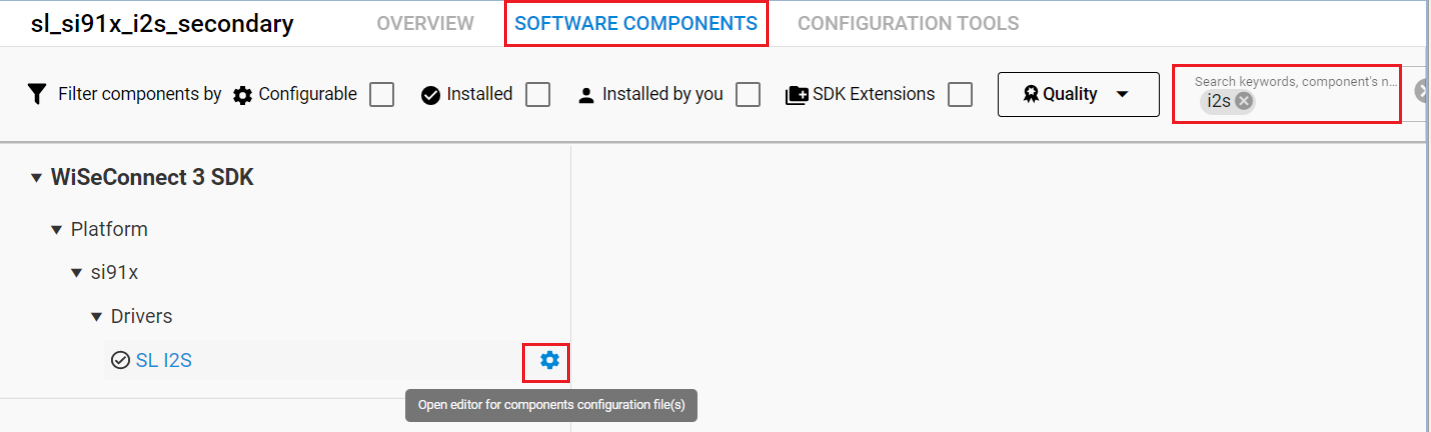 sl_si91x_i2s_secondary OVERVIEW SOFTWARE COMPONENTS CONFIGURATION TOOLS
Filter components by Configurable Installed Installed by you SDK Extensions Quality
Search keywords, component's n...
i2s
WiSeConnect 3 SDK
Platform
si91x
Drivers
SL I2S
Open editor for components configuration file(s)